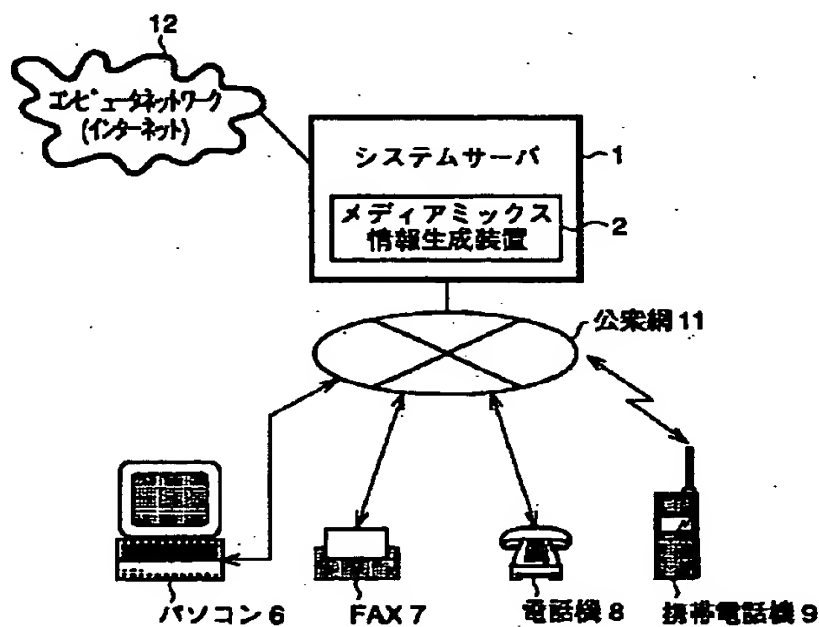 12
コンピュータネットワーク
(インターネット)
システムサーバ
1
メディアミックス
情報生成装置
2
公衆網11
パソコン6
FAX7
電話機8
携帯電話機9